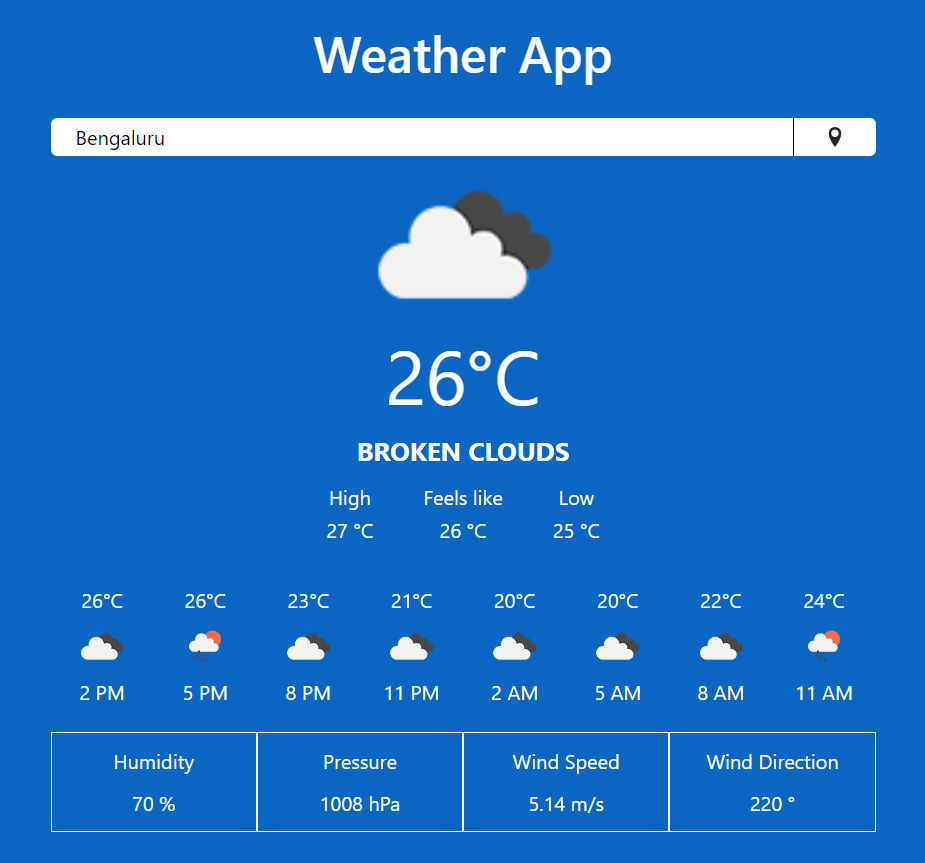 Weather App
Bengaluru
26°C
BROKEN CLOUDS
High Feels like Low
27 °C 26 °C 25 °C
26°C 26°C 23°C 21°C 20°C 20°C 22°C 24°C
2 PM 5 PM 8 PM 11 PM 2 AM 5 AM 8 AM 11 AM
Humidity Pressure Wind Speed Wind Direction
70 % 1008 hPa 5.14 m/s 220 °